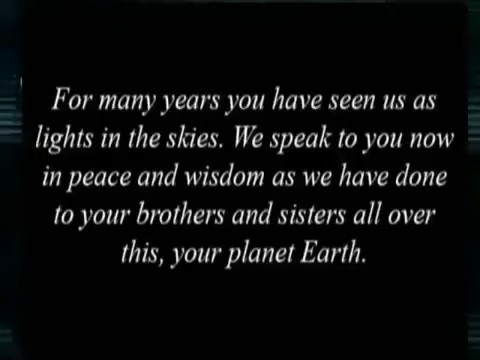 For many years you have seen us as
lights in the skies. We speak to you now
in peace and wisdom as we have done
to your brothers and sisters all over
this, your planet Earth.